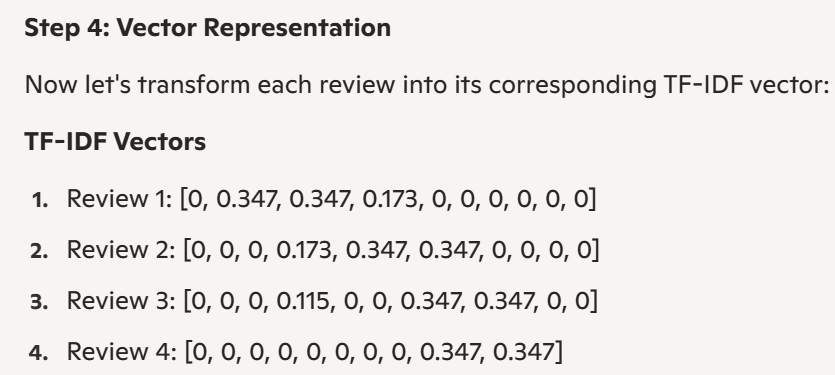 Step 4: Vector Representation
Now let's transform each review into its corresponding TF-IDF vector:
TF-IDF Vectors
1. Review 1: [0, 0.347, 0.347, 0.173, 0, 0, 0, 0, 0, 0]
2. Review 2: [0, 0, 0, 0.173, 0.347, 0.347, 0, 0, 0, 0]
3. Review 3: [0, 0, 0, 0.115, 0, 0, 0.347, 0.347, 0, 0]
4. Review 4: [0, 0, 0, 0, 0, 0, 0, 0, 0.347, 0.347]